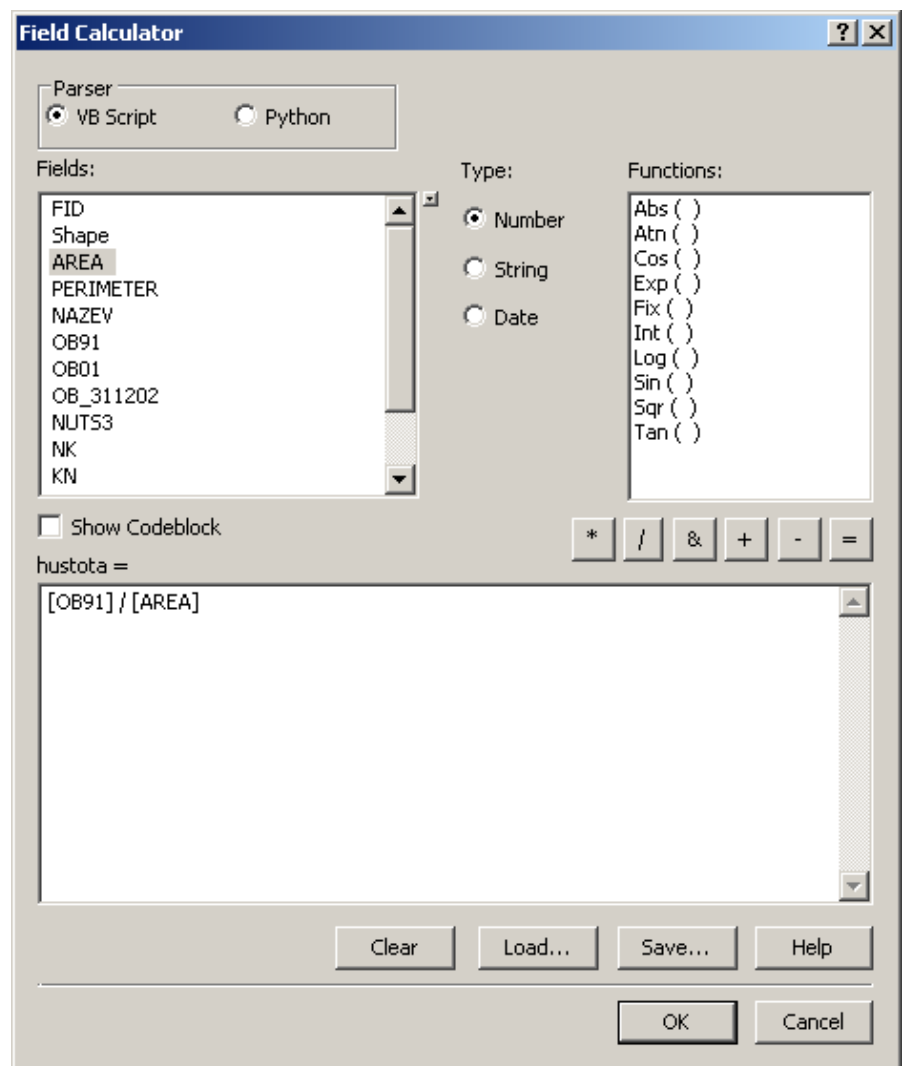 Field Calculator
Parser
VB Script Python
Fields:
Type:
Functions:
FID
Shape
AREA
PERIMETER
NAZEV
OB91
OB01
OB_311202
NUTS3
NK
KN
Number
String
Date
Abs ( )
Atn ( )
Cos ( )
Exp ( )
Fix ( )
Int ( )
Log ( )
Sin ( )
Sqr ( )
Tan ( )
Show Codeblock
* / & + - =
hustota =
[OB91] / [AREA]
Clear Load... Save... Help
OK Cancel